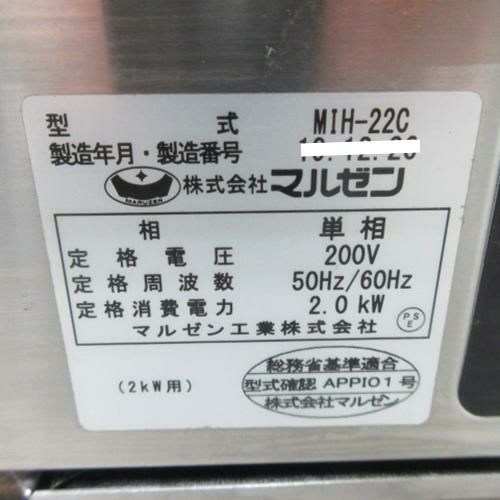 型 式 MIH-22C
製造年月・製造番号
MARUZEN 株式会社マルゼン
相 単相
定格電圧 200V
定格周波数 50Hz/60Hz
定格消費電力 2.0kW
マルゼン工業株式会社
PSE
(2kW用)
総務省基準適合
型式確認 APPI01号
株式会社マルゼン